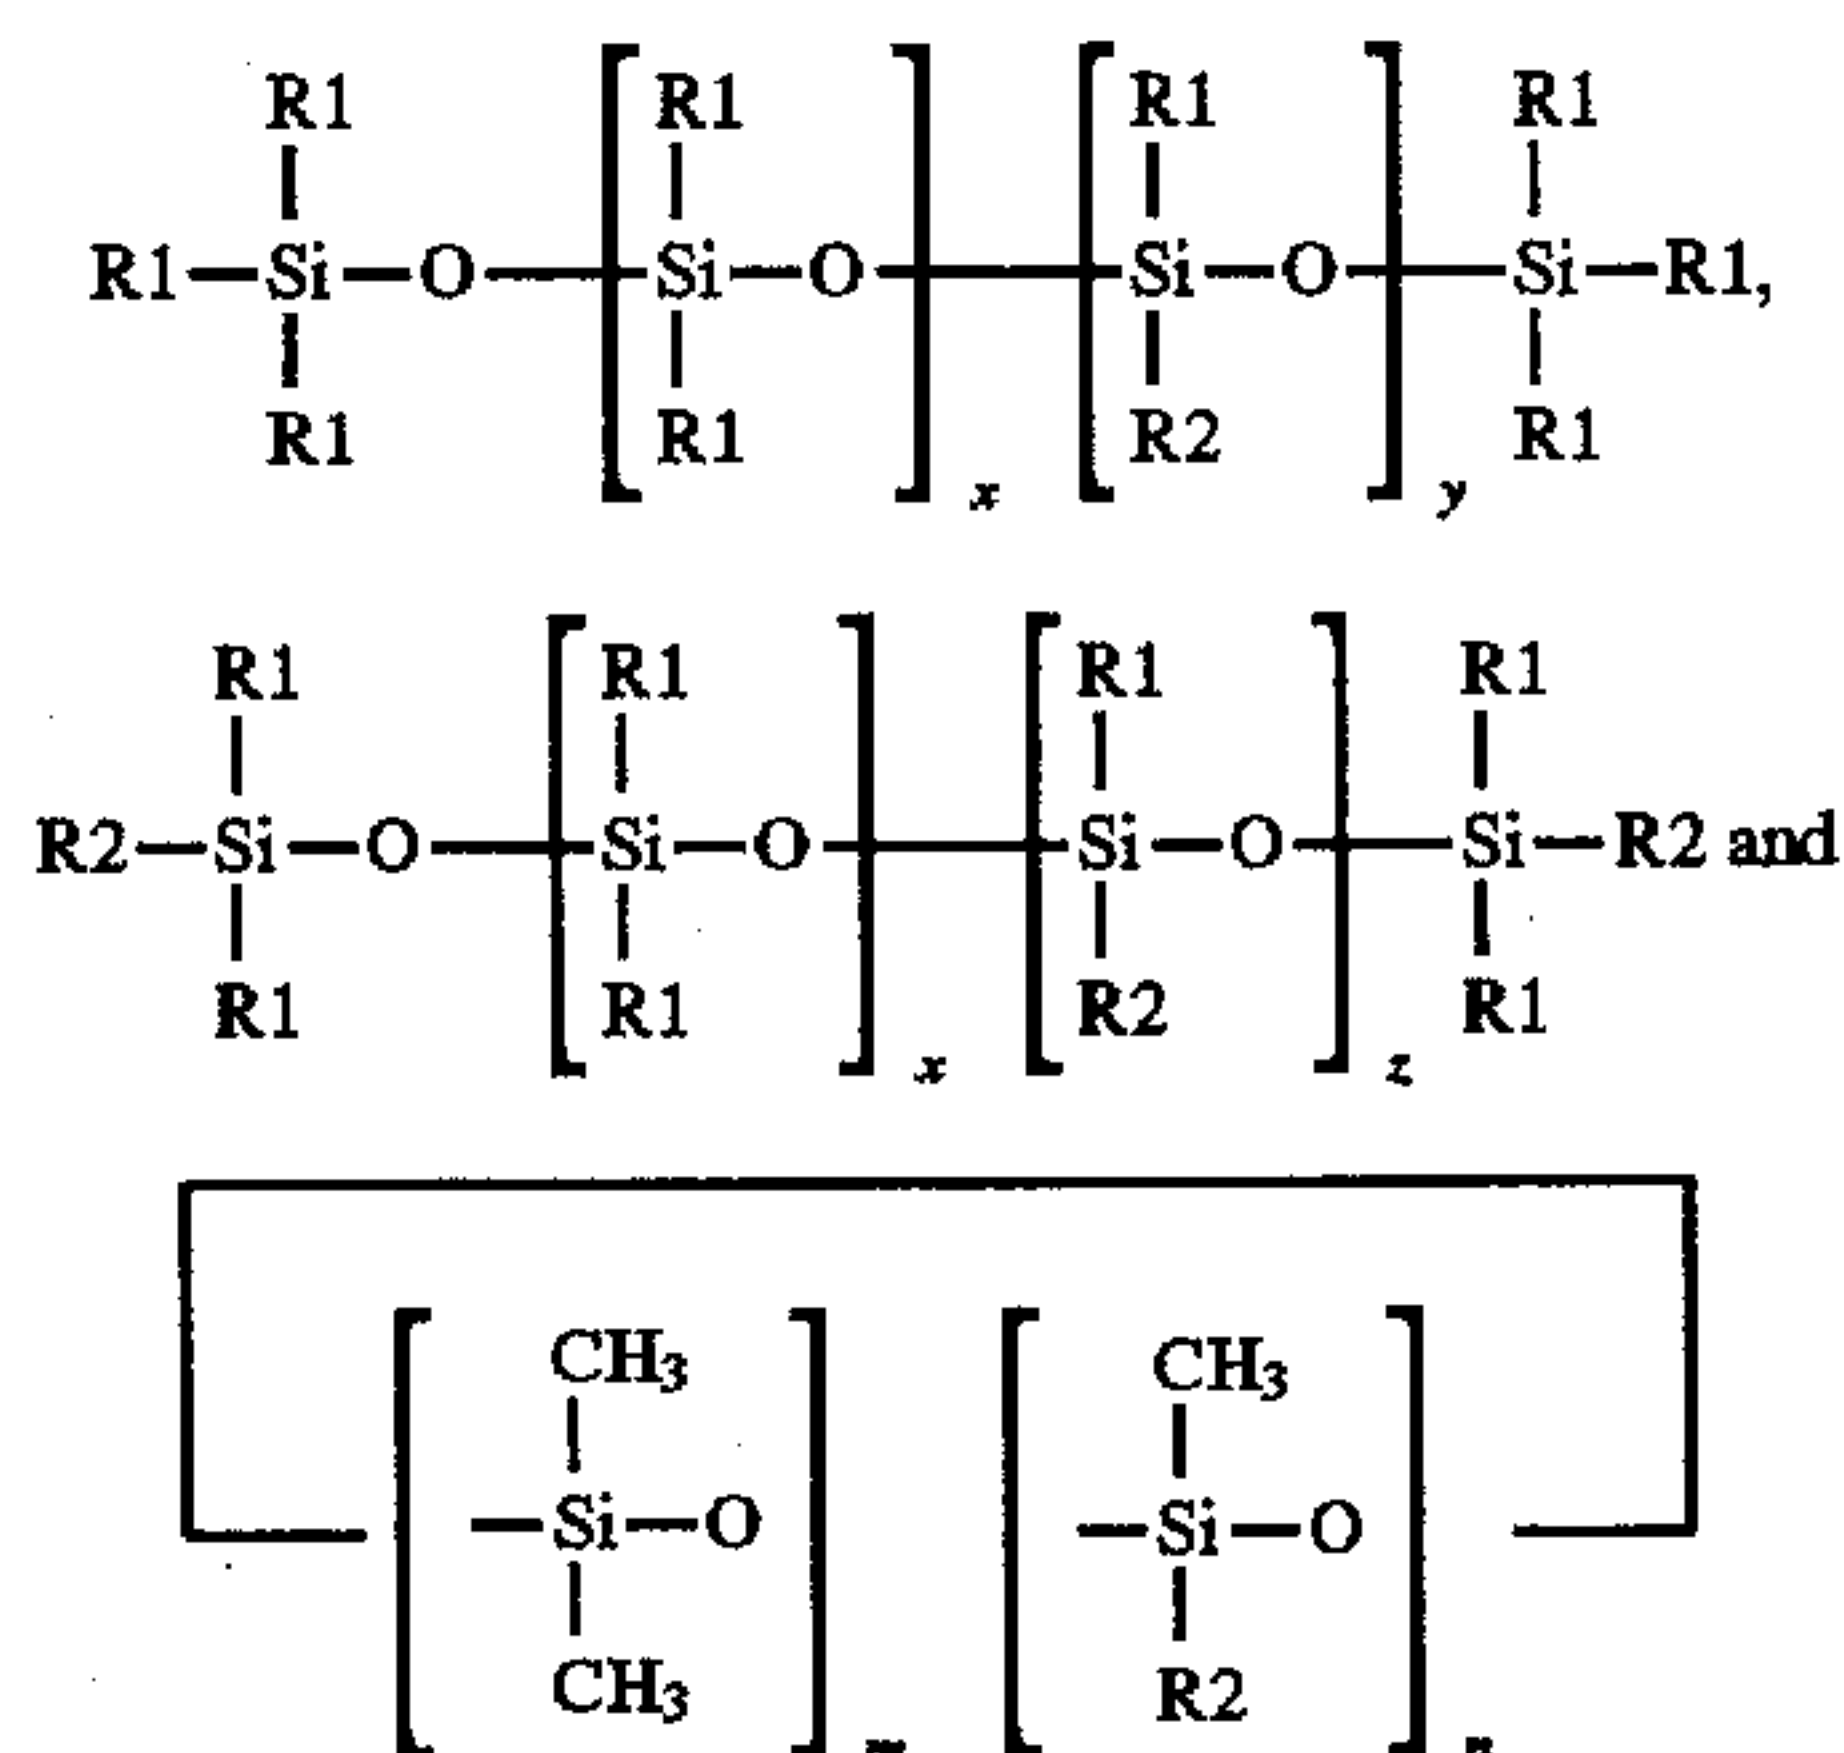 R1 R1 R1 R1
R1—Si—O—[Si—O]—[Si—O]—Si—R1,
R1 R1 R2 R1
x y
R1 R1 R1 R1
R2—Si—O—[Si—O]—[Si—O]—Si—R2 and
R1 R1 R2 R1
x z
CH3 CH3
[—Si—O] [—Si—O]
CH3 R2